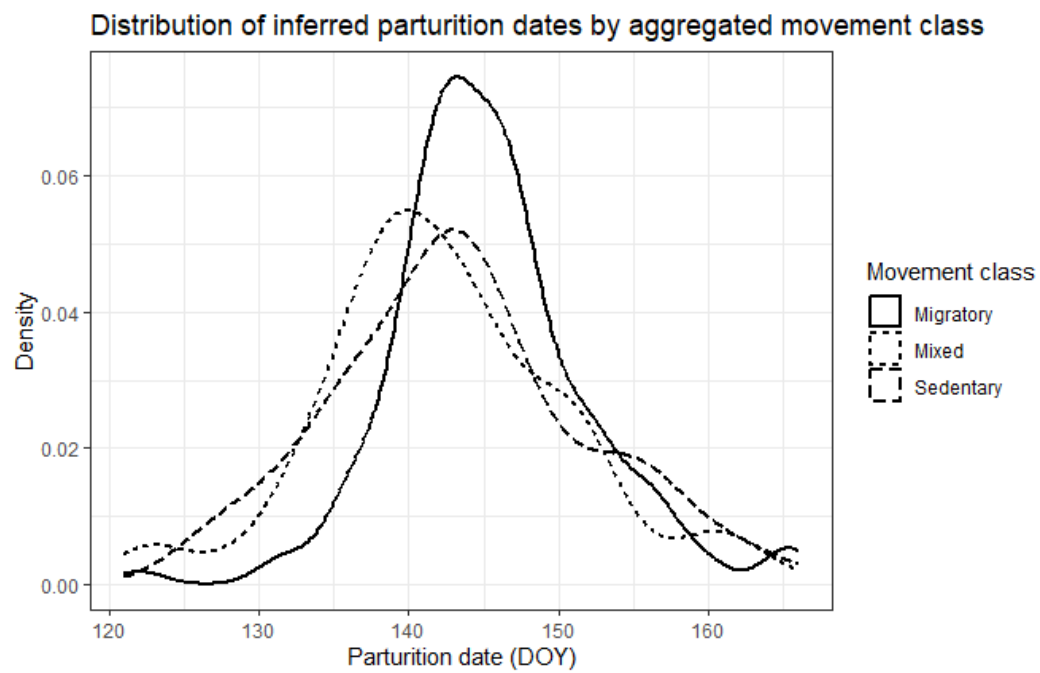 Distribution of inferred parturition dates by aggregated movement class
Density
0.06
0.04
0.02
0.00
120 130 140 150 160
Parturition date (DOY)
Movement class
Migratory
Mixed
Sedentary